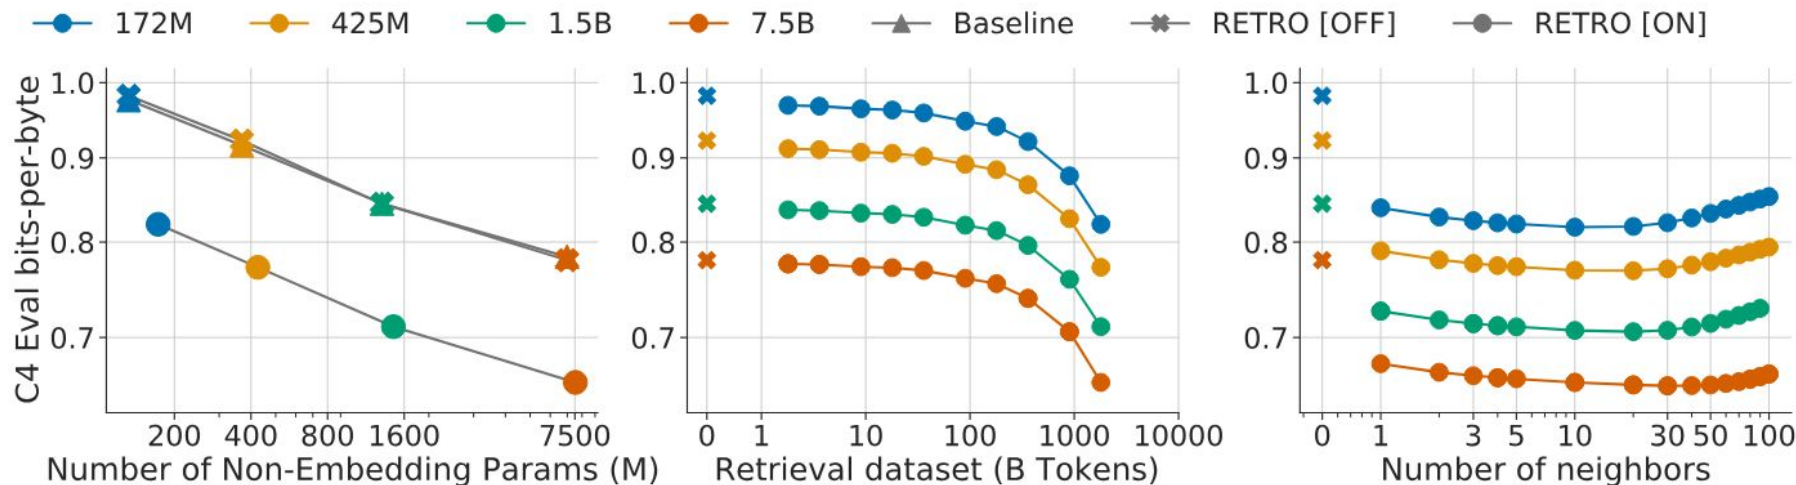 172M 425M 1.5B 7.5B Baseline RETRO [OFF] RETRO [ON]
C4 Eval bits-per-byte
1.0
0.9
0.8
0.7
200 400 800 1600 7500
Number of Non-Embedding Params (M)
1.0
0.9
0.8
0.7
0 1 10 100 1000 10000
Retrieval dataset (B Tokens)
1.0
0.9
0.8
0.7
0 1 3 5 10 30 50 100
Number of neighbors